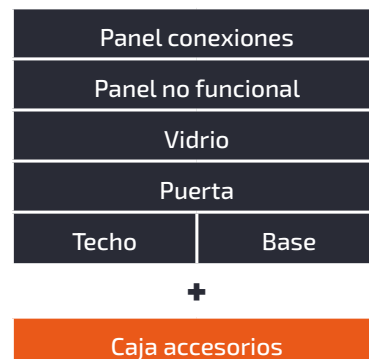 Panel conexiones
Panel no funcional
Vidrio
Puerta
Techo Base
+
Caja accesorios